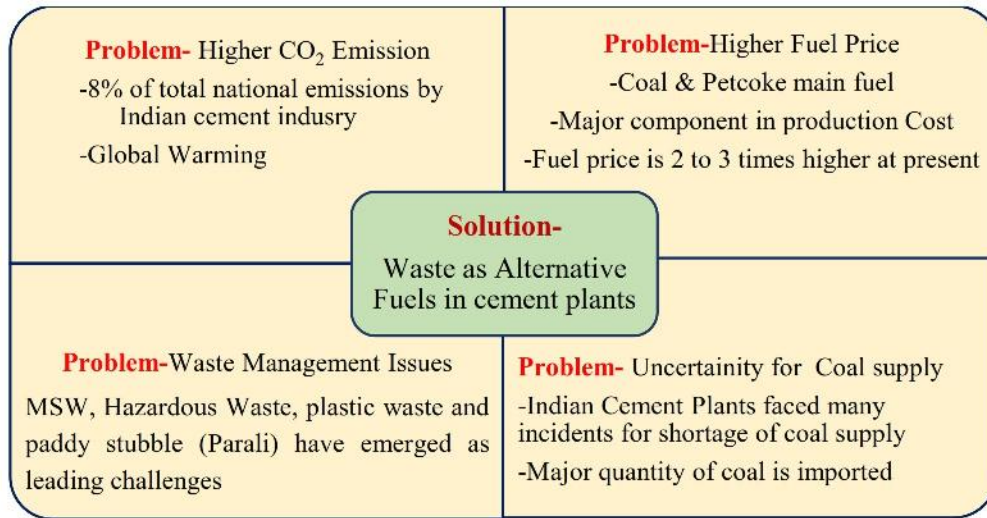 Problem- Higher CO₂ Emission
-8% of total national emissions by
Indian cement indusry
-Global Warming
Problem-Higher Fuel Price
-Coal & Petcoke main fuel
-Major component in production Cost
-Fuel price is 2 to 3 times higher at present
Solution-
Waste as Alternative
Fuels in cement plants
Problem-Waste Management Issues
MSW, Hazardous Waste, plastic waste and
paddy stubble (Parali) have emerged as
leading challenges
Problem- Uncertainity for Coal supply
-Indian Cement Plants faced many
incidents for shortage of coal supply
-Major quantity of coal is imported